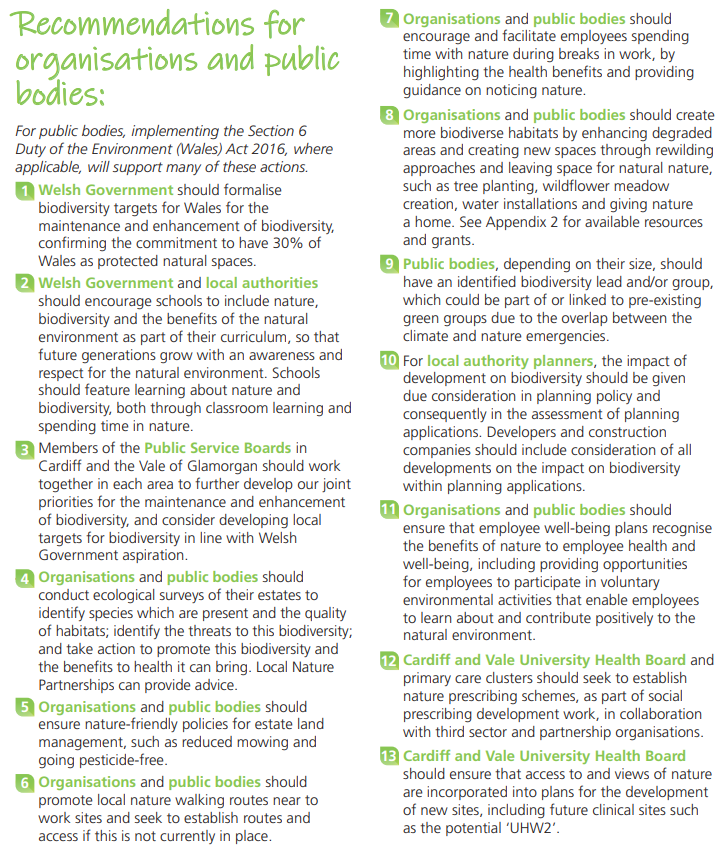 Recommendations for
organisations and public
bodies:
For public bodies, implementing the Section 6
Duty of the Environment (Wales) Act 2016, where
applicable, will support many of these actions.
1 Welsh Government should formalise
biodiversity targets for Wales for the
maintenance and enhancement of biodiversity,
confirming the commitment to have 30% of
Wales as protected natural spaces.
2 Welsh Government and local authorities
should encourage schools to include nature,
biodiversity and the benefits of the natural
environment as part of their curriculum, so that
future generations grow with an awareness and
respect for the natural environment. Schools
should feature learning about nature and
biodiversity, both through classroom learning and
spending time in nature.
3 Members of the Public Service Boards in
Cardiff and the Vale of Glamorgan should work
together in each area to further develop our joint
priorities for the maintenance and enhancement
of biodiversity, and consider developing local
targets for biodiversity in line with Welsh
Government aspiration.
4 Organisations and public bodies should
conduct ecological surveys of their estates to
identify species which are present and the quality
of habitats; identify the threats to this biodiversity;
and take action to promote this biodiversity and
the benefits to health it can bring. Local Nature
Partnerships can provide advice.
5 Organisations and public bodies should
ensure nature-friendly policies for estate land
management, such as reduced mowing and
going pesticide-free.
6 Organisations and public bodies should
promote local nature walking routes near to
work sites and seek to establish routes and
access if this is not currently in place.
7 Organisations and public bodies should
encourage and facilitate employees spending
time with nature during breaks in work, by
highlighting the health benefits and providing
guidance on noticing nature.
8 Organisations and public bodies should create
more biodiverse habitats by enhancing degraded
areas and creating new spaces through rewilding
approaches and leaving space for natural nature,
such as tree planting, wildflower meadow
creation, water installations and giving nature
a home. See Appendix 2 for available resources
and grants.
9 Public bodies, depending on their size, should
have an identified biodiversity lead and/or group,
which could be part of or linked to pre-existing
green groups due to the overlap between the
climate and nature emergencies.
10 For local authority planners, the impact of
development on biodiversity should be given
due consideration in planning policy and
consequently in the assessment of planning
applications. Developers and construction
companies should include consideration of all
developments on the impact on biodiversity
within planning applications.
11 Organisations and public bodies should
ensure that employee well-being plans recognise
the benefits of nature to employee health and
well-being, including providing opportunities
for employees to participate in voluntary
environmental activities that enable employees
to learn about and contribute positively to the
natural environment.
12 Cardiff and Vale University Health Board and
primary care clusters should seek to establish
nature prescribing schemes, as part of social
prescribing development work, in collaboration
with third sector and partnership organisations.
13 Cardiff and Vale University Health Board
should ensure that access to and views of nature
are incorporated into plans for the development
of new sites, including future clinical sites such
as the potential ‘UHW2’.